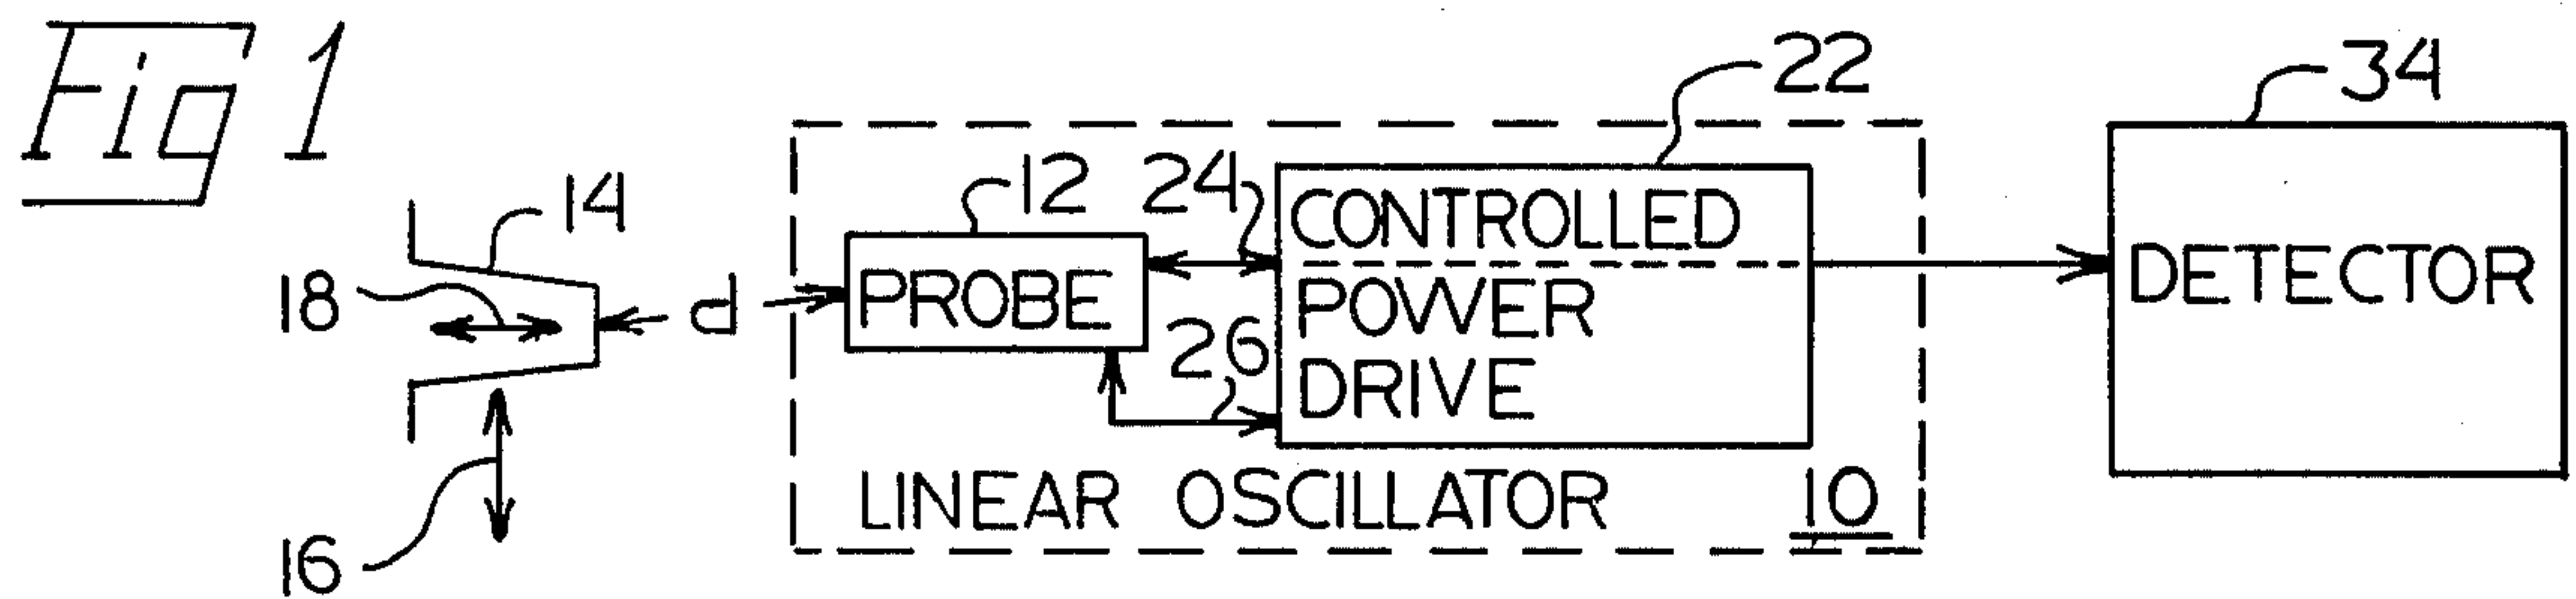 Fig 1
22
34
12
24
14
CONTROLLED
18
d
PROBE
POWER
DETECTOR
26
DRIVE
LINEAR OSCILLATOR
10
16